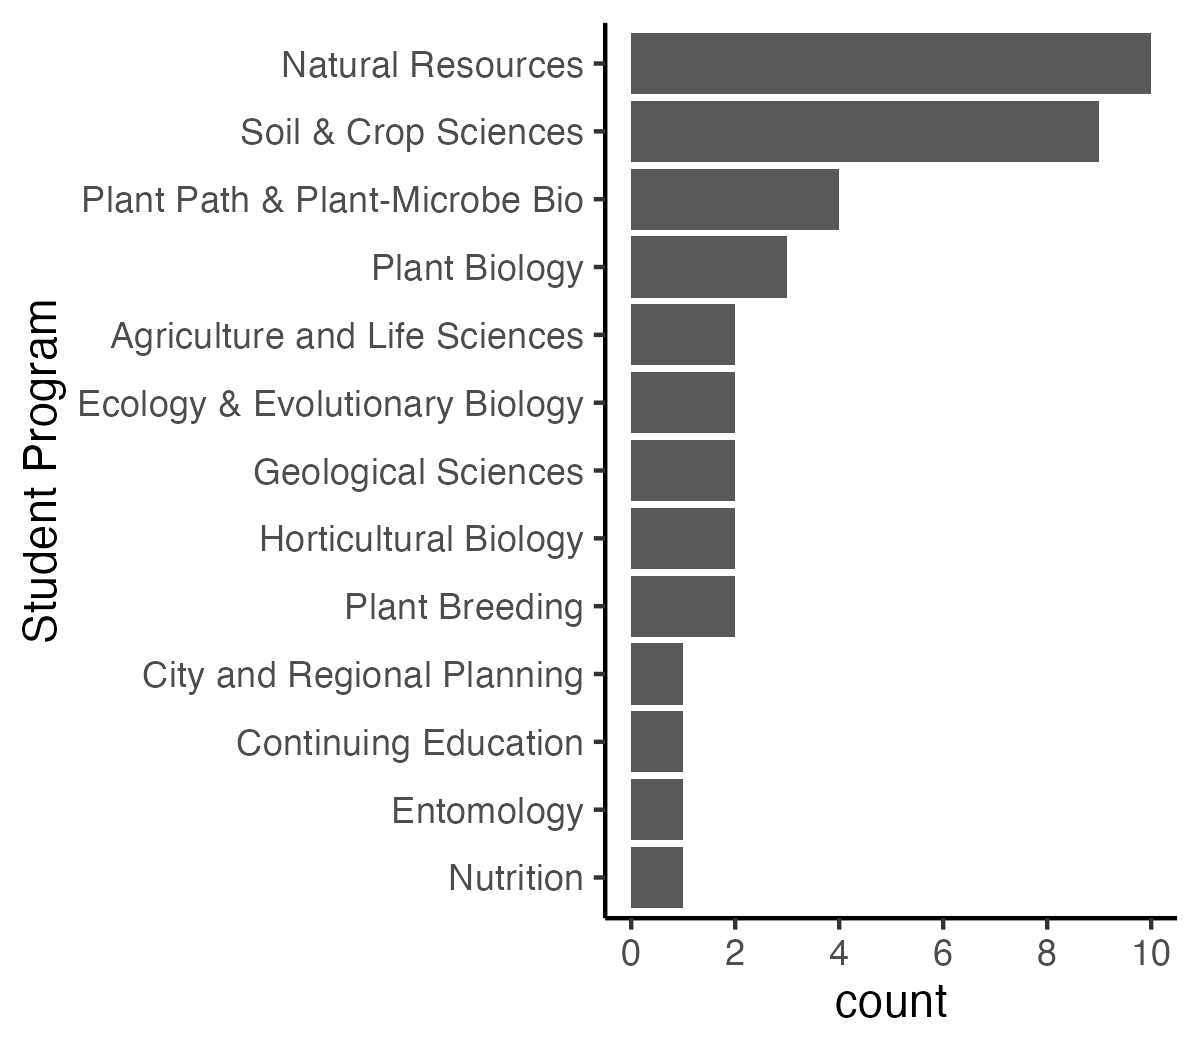 Natural Resources
Soil & Crop Sciences
Plant Path & Plant-Microbe Bio
Plant Biology
Agriculture and Life Sciences
Ecology & Evolutionary Biology
Geological Sciences
Horticultural Biology
Plant Breeding
City and Regional Planning
Continuing Education
Entomology
Nutrition
Student Program
0 2 4 6 8 10
count